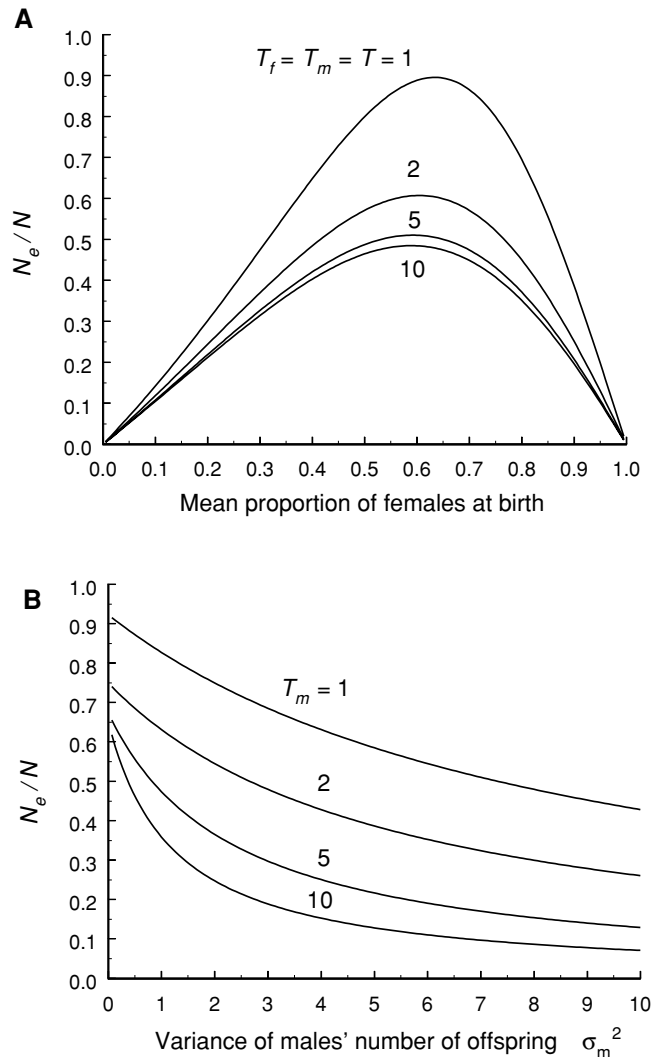 A
T_f = T_m = T = 1
1.0
0.9
0.8
0.7
0.6
0.5
0.4
0.3
0.2
0.1
0.0
N_e / N
2
5
10
0.0 0.1 0.2 0.3 0.4 0.5 0.6 0.7 0.8 0.9 1.0
Mean proportion of females at birth
B
1.0
0.9
0.8
0.7
0.6
0.5
0.4
0.3
0.2
0.1
0.0
N_e / N
T_m = 1
2
5
10
0 1 2 3 4 5 6 7 8 9 10
Variance of males' number of offspring σ_m²